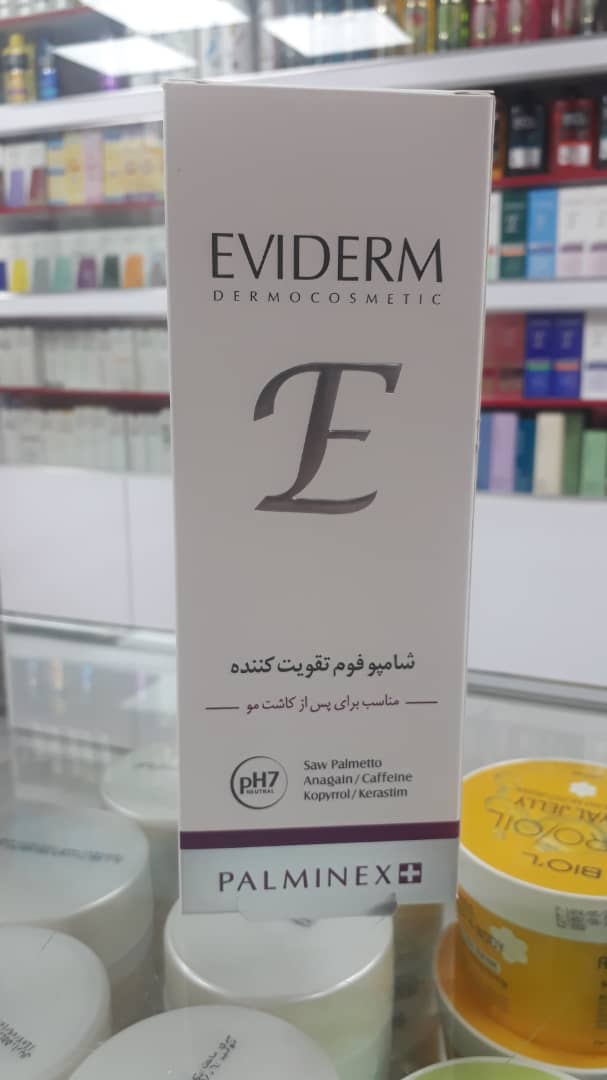 EVIDERM
DERMOCOSMETIC
E
شامپو فوم تقویت کننده
مناسب برای پس از کاشت مو
pH7
NEUTRAL
Saw Palmetto
Anagain/Caffeine
Kopyrrol/Kerastim
PALMINEX
BIO'L